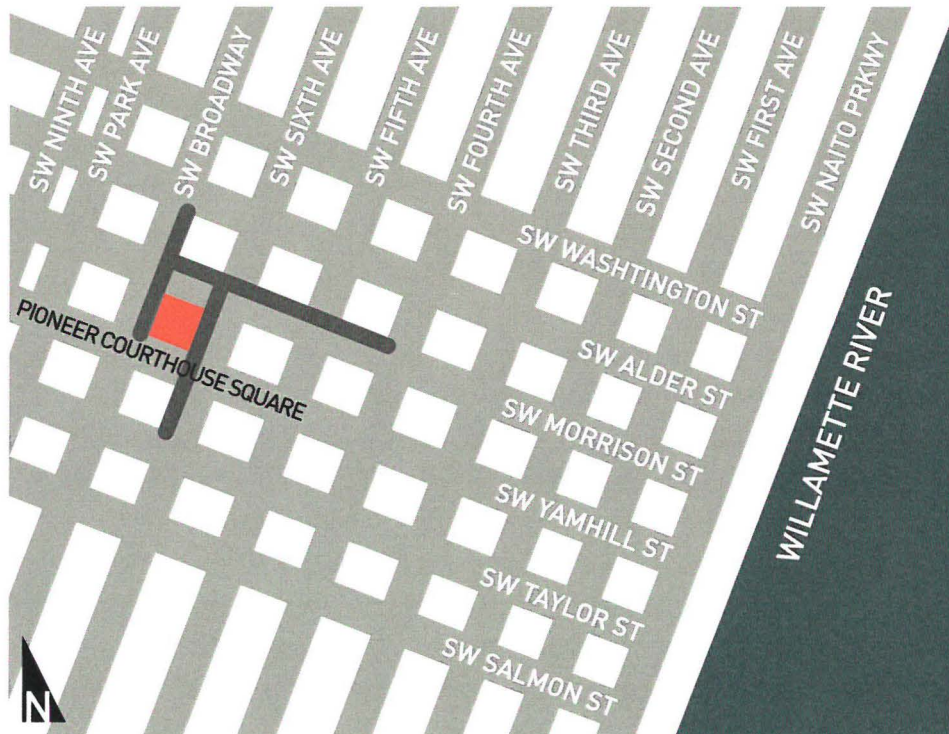 SW NINTH AVE
SW PARK AVE
SW BROADWAY
SW SIXTH AVE
SW FIFTH AVE
SW FOURTH AVE
SW THIRD AVE
SW SECOND AVE
SW FIRST AVE
SW NAITO PRKWY
SW WASHTINGTON ST
SW ALDER ST
SW MORRISON ST
SW YAMHILL ST
SW TAYLOR ST
SW SALMON ST
PIONEER COURTHOUSE SQUARE
WILLAMETTE RIVER
N